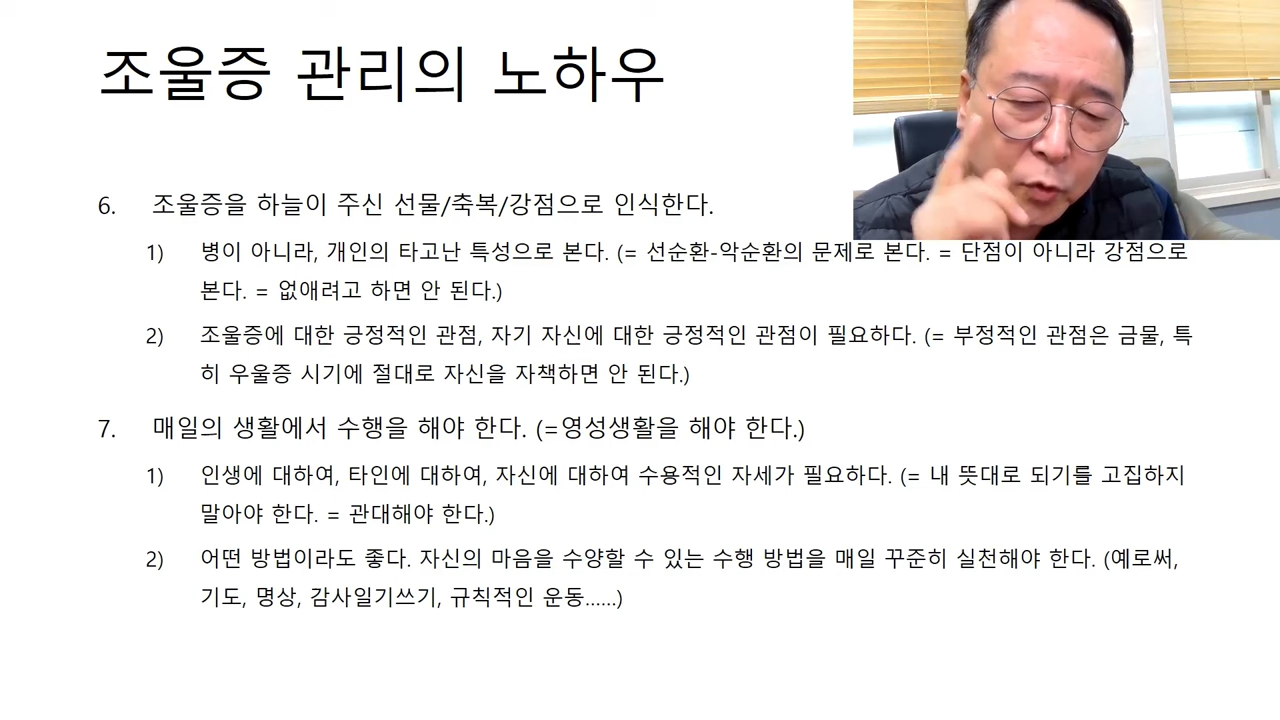 조울증 관리의 노하우
6. 조울증을 하늘이 주신 선물/축복/강점으로 인식한다.
1) 병이 아니라, 개인의 타고난 특성으로 본다. (= 선순환-악순환의 문제로 본다. = 단점이 아니라 강점으로
본다. = 없애려고 하면 안 된다.)
2) 조울증에 대한 긍정적인 관점, 자기 자신에 대한 긍정적인 관점이 필요하다. (= 부정적인 관점은 금물, 특
히 우울증 시기에 절대로 자신을 자책하면 안 된다.)
7. 매일의 생활에서 수행을 해야 한다. (=영성생활을 해야 한다.)
1) 인생에 대하여, 타인에 대하여, 자신에 대하여 수용적인 자세가 필요하다. (= 내 뜻대로 되기를 고집하지
말아야 한다. = 관대해야 한다.)
2) 어떤 방법이라도 좋다. 자신의 마음을 수양할 수 있는 수행 방법을 매일 꾸준히 실천해야 한다. (예로써,
기도, 명상, 감사일기쓰기, 규칙적인 운동......)